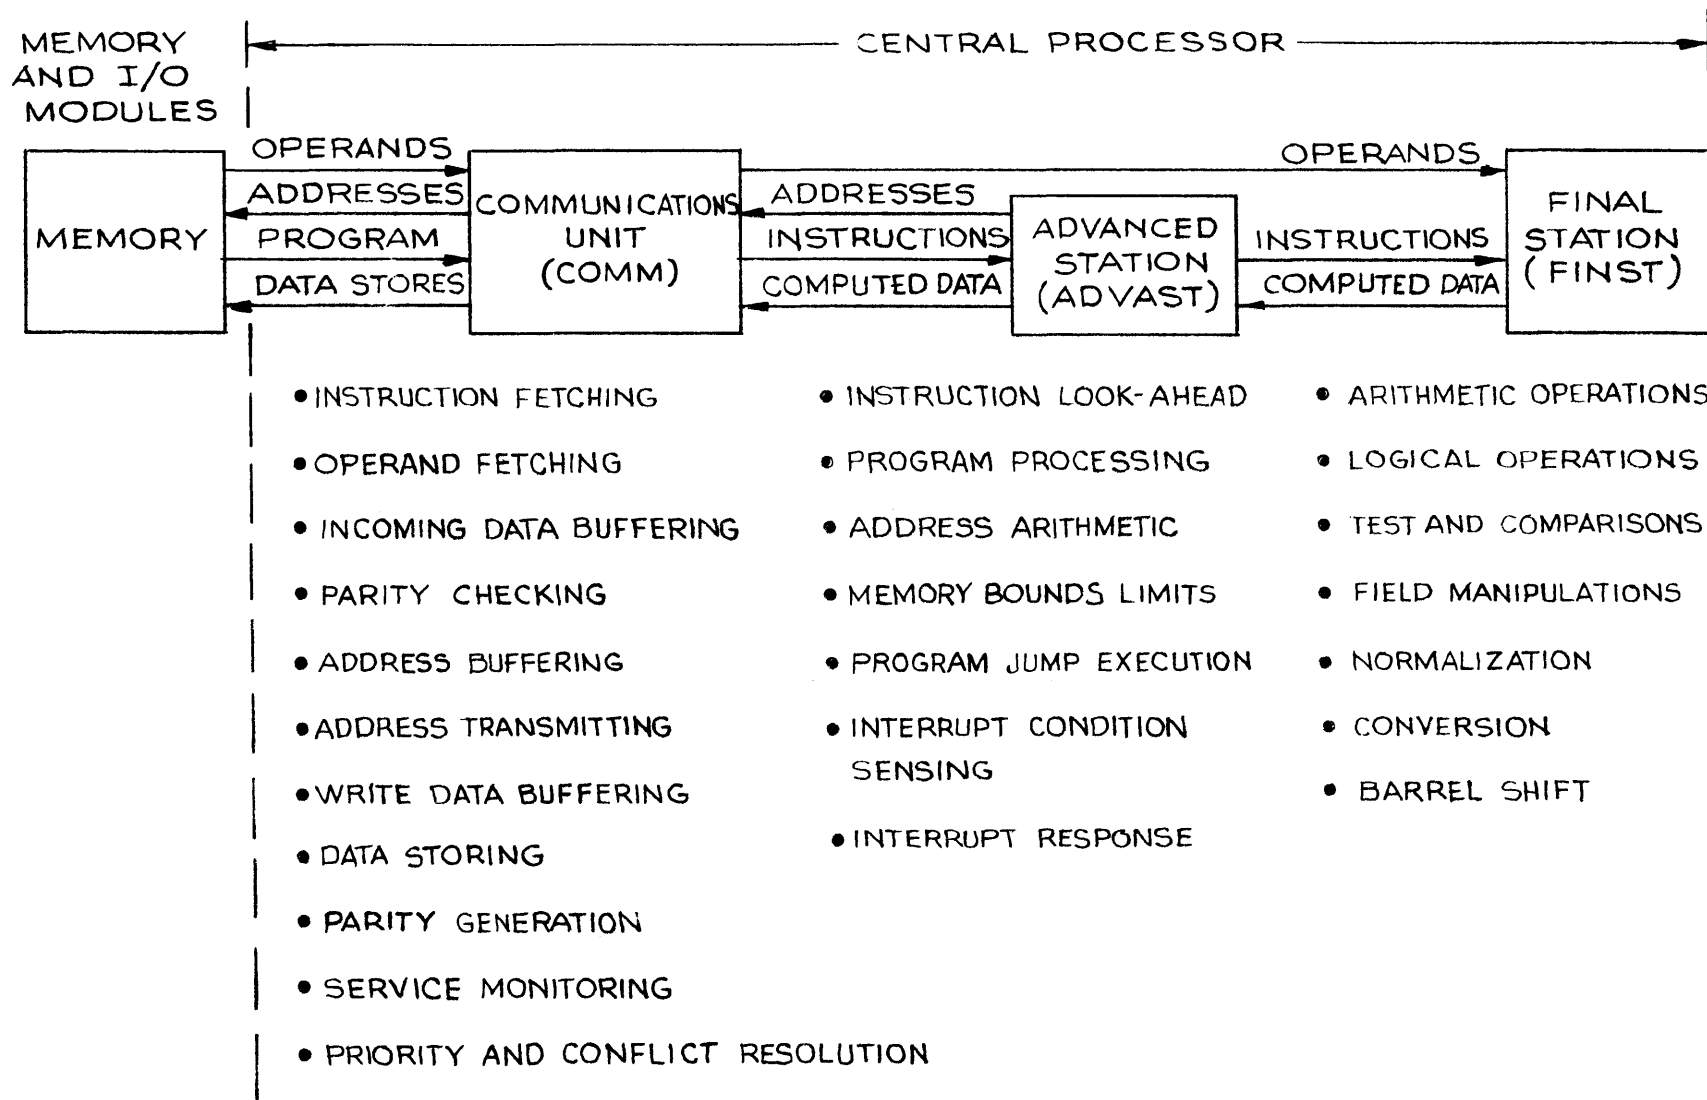 MEMORY
AND I/O
MODULES
CENTRAL PROCESSOR
OPERANDS
ADDRESSES
PROGRAM
DATA STORES
MEMORY
COMMUNICATIONS
UNIT
(COMM)
OPERANDS
ADDRESSES
INSTRUCTIONS
COMPUTED DATA
ADVANCED
STATION
(ADVAST)
INSTRUCTIONS
COMPUTED DATA
FINAL
STATION
(FINST)
• INSTRUCTION FETCHING
• OPERAND FETCHING
• INCOMING DATA BUFFERING
• PARITY CHECKING
• ADDRESS BUFFERING
• ADDRESS TRANSMITTING
• WRITE DATA BUFFERING
• DATA STORING
• PARITY GENERATION
• SERVICE MONITORING
• PRIORITY AND CONFLICT RESOLUTION
• INSTRUCTION LOOK-AHEAD
• PROGRAM PROCESSING
• ADDRESS ARITHMETIC
• MEMORY BOUNDS LIMITS
• PROGRAM JUMP EXECUTION
• INTERRUPT CONDITION
SENSING
• INTERRUPT RESPONSE
• ARITHMETIC OPERATIONS
• LOGICAL OPERATIONS
• TEST AND COMPARISONS
• FIELD MANIPULATIONS
• NORMALIZATION
• CONVERSION
• BARREL SHIFT